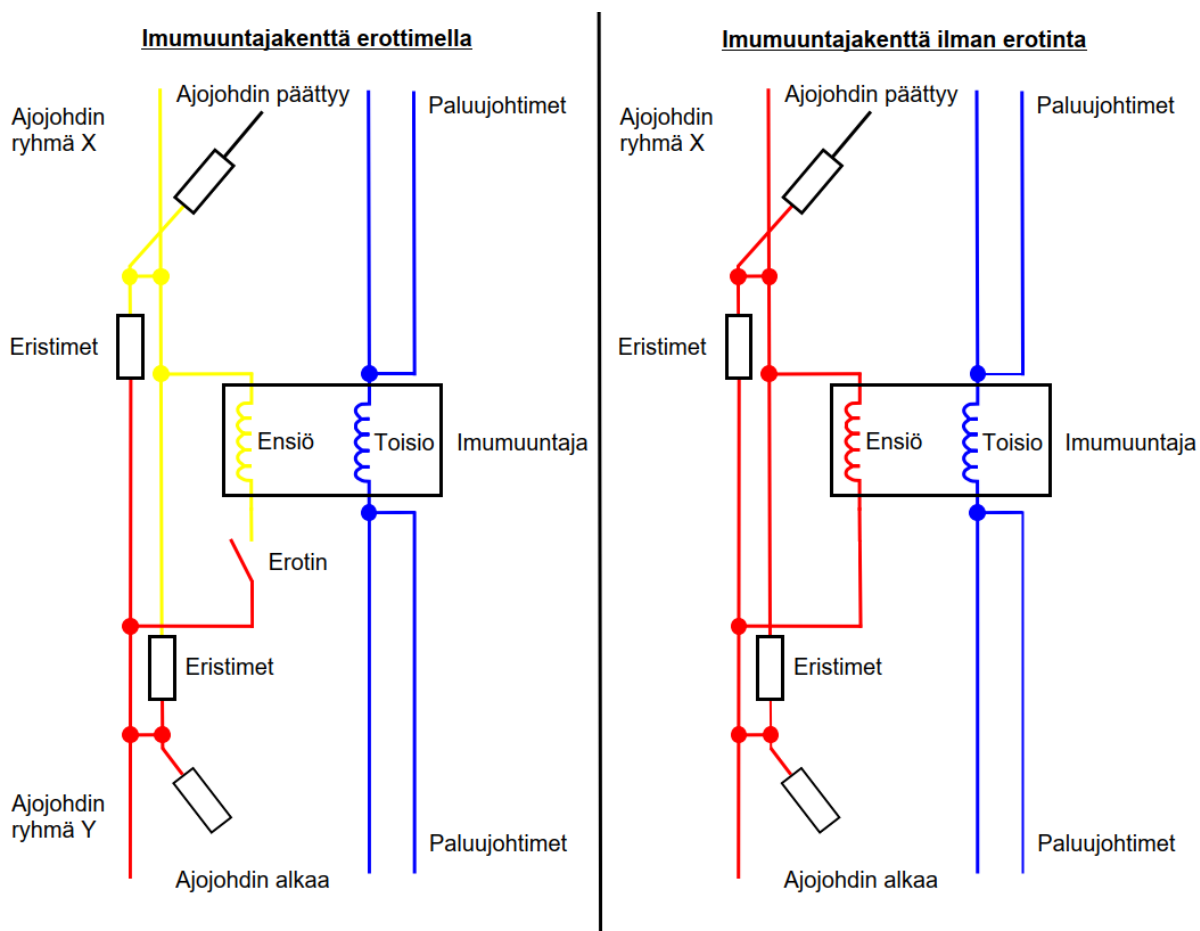 Imumuuntajakenttä erottimella
Ajojohdin päättyy
Paluujohtimet
Ajojohdin
ryhmä X
Eristimet
Ensiö
Toisio
Imumuuntaja
Erotin
Eristimet
Ajojohdin
ryhmä Y
Paluujohtimet
Ajojohdin alkaa
Imumuuntajakenttä ilman erotinta
Ajojohdin päättyy
Paluujohtimet
Ajojohdin
ryhmä X
Eristimet
Ensiö
Toisio
Imumuuntaja
Eristimet
Paluujohtimet
Ajojohdin alkaa